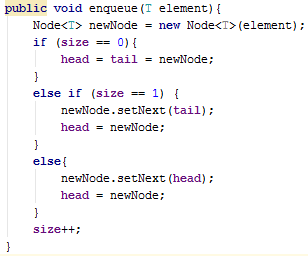 public void enqueue(T element){
    Node<T> newNode = new Node<T>(element);
    if (size == 0){
        head = tail = newNode;
    }
    else if (size == 1) {
        newNode.setNext(tail);
        head = newNode;
    }
    else{
        newNode.setNext(head);
        head = newNode;
    }
    size++;
}